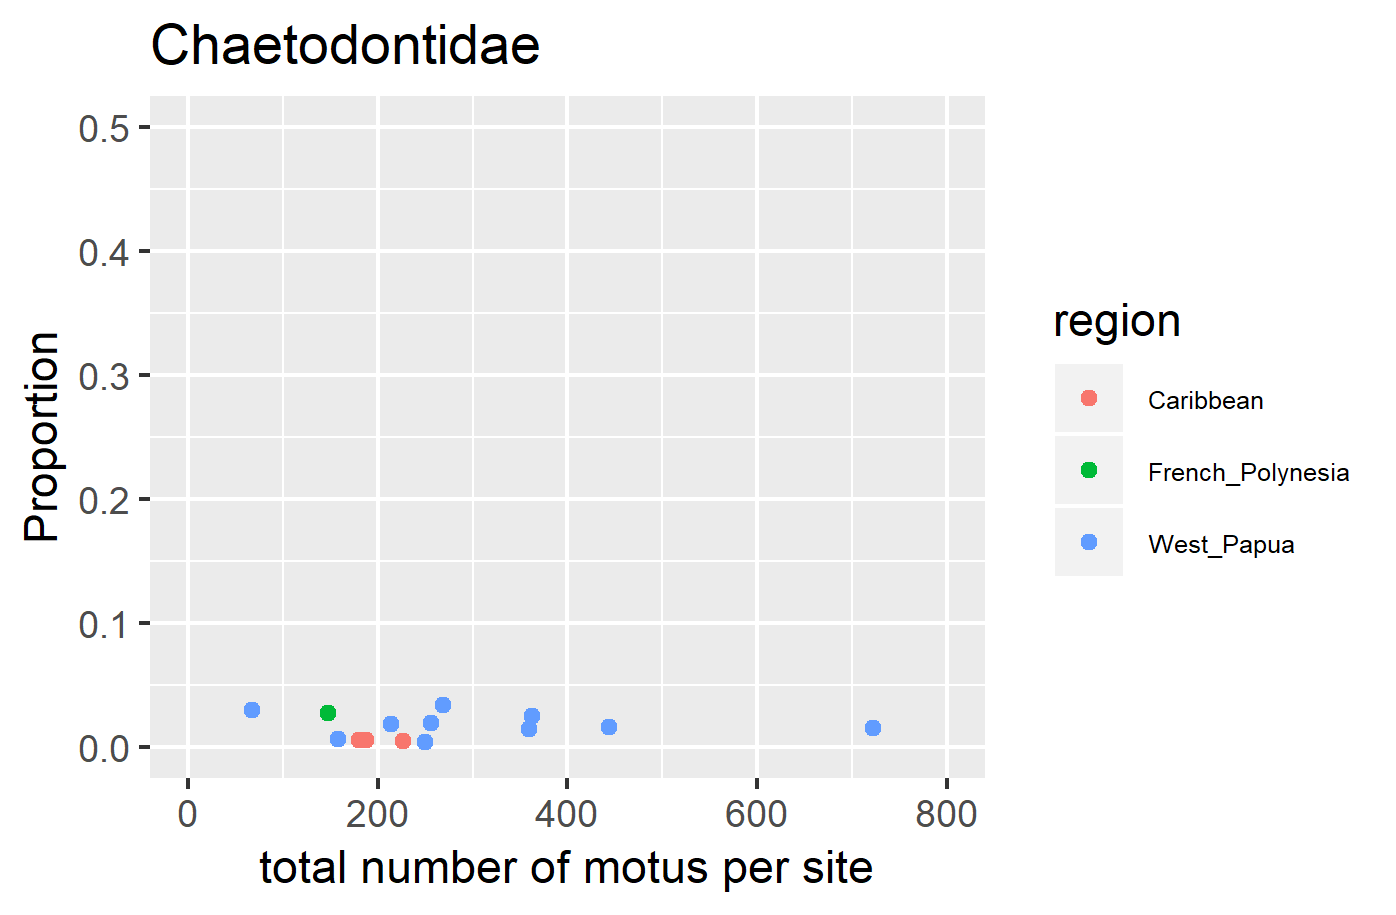 Chaetodontidae
0.5
0.4
0.3
0.2
0.1
0.0
Proportion
0 200 400 600 800
total number of motus per site
region
Caribbean
French_Polynesia
West_Papua